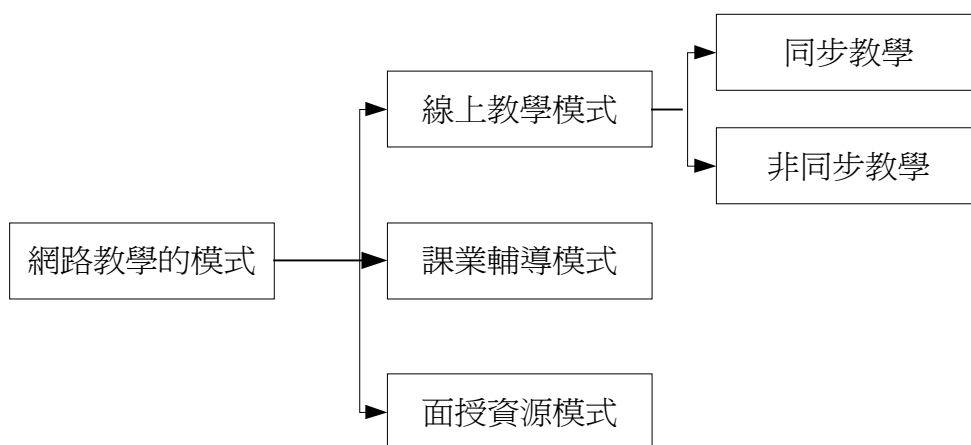 同步教學
線上教學模式
非同步教學
網路教學的模式
課業輔導模式
面授資源模式